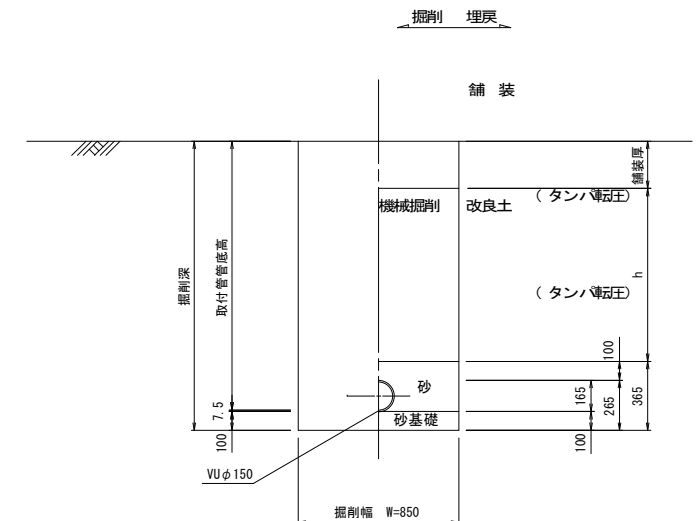 掘削 埋戻
舗 装
舗装厚
機械掘削 改良土 ( タンパ転圧)
掘削深
取付管管底高
h
( タンパ転圧)
100
砂
165
265
365
7.5
砂基礎
100
100
VUφ150
掘削幅 W=850